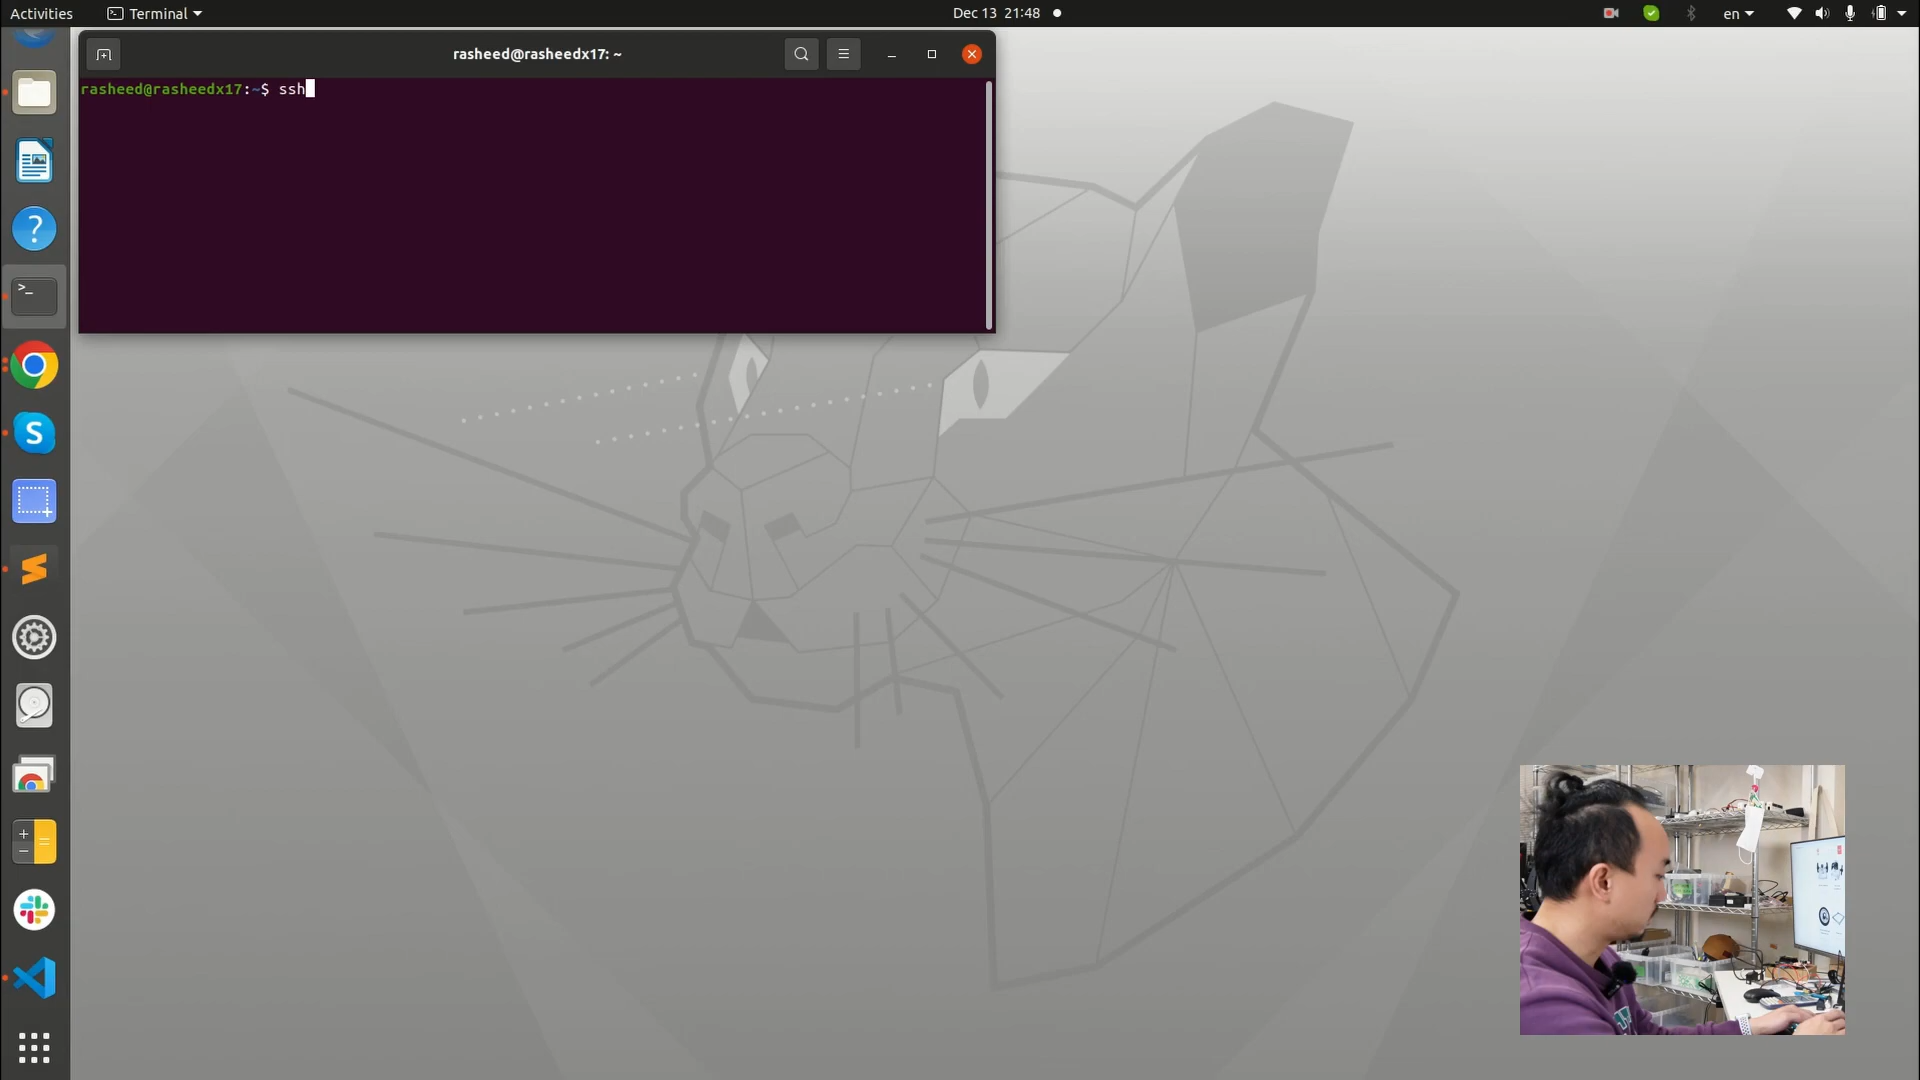 Activities
Terminal
Dec 13 21:48
en
rasheed@rasheedx17: ~
rasheed@rasheedx17:~$ ssh